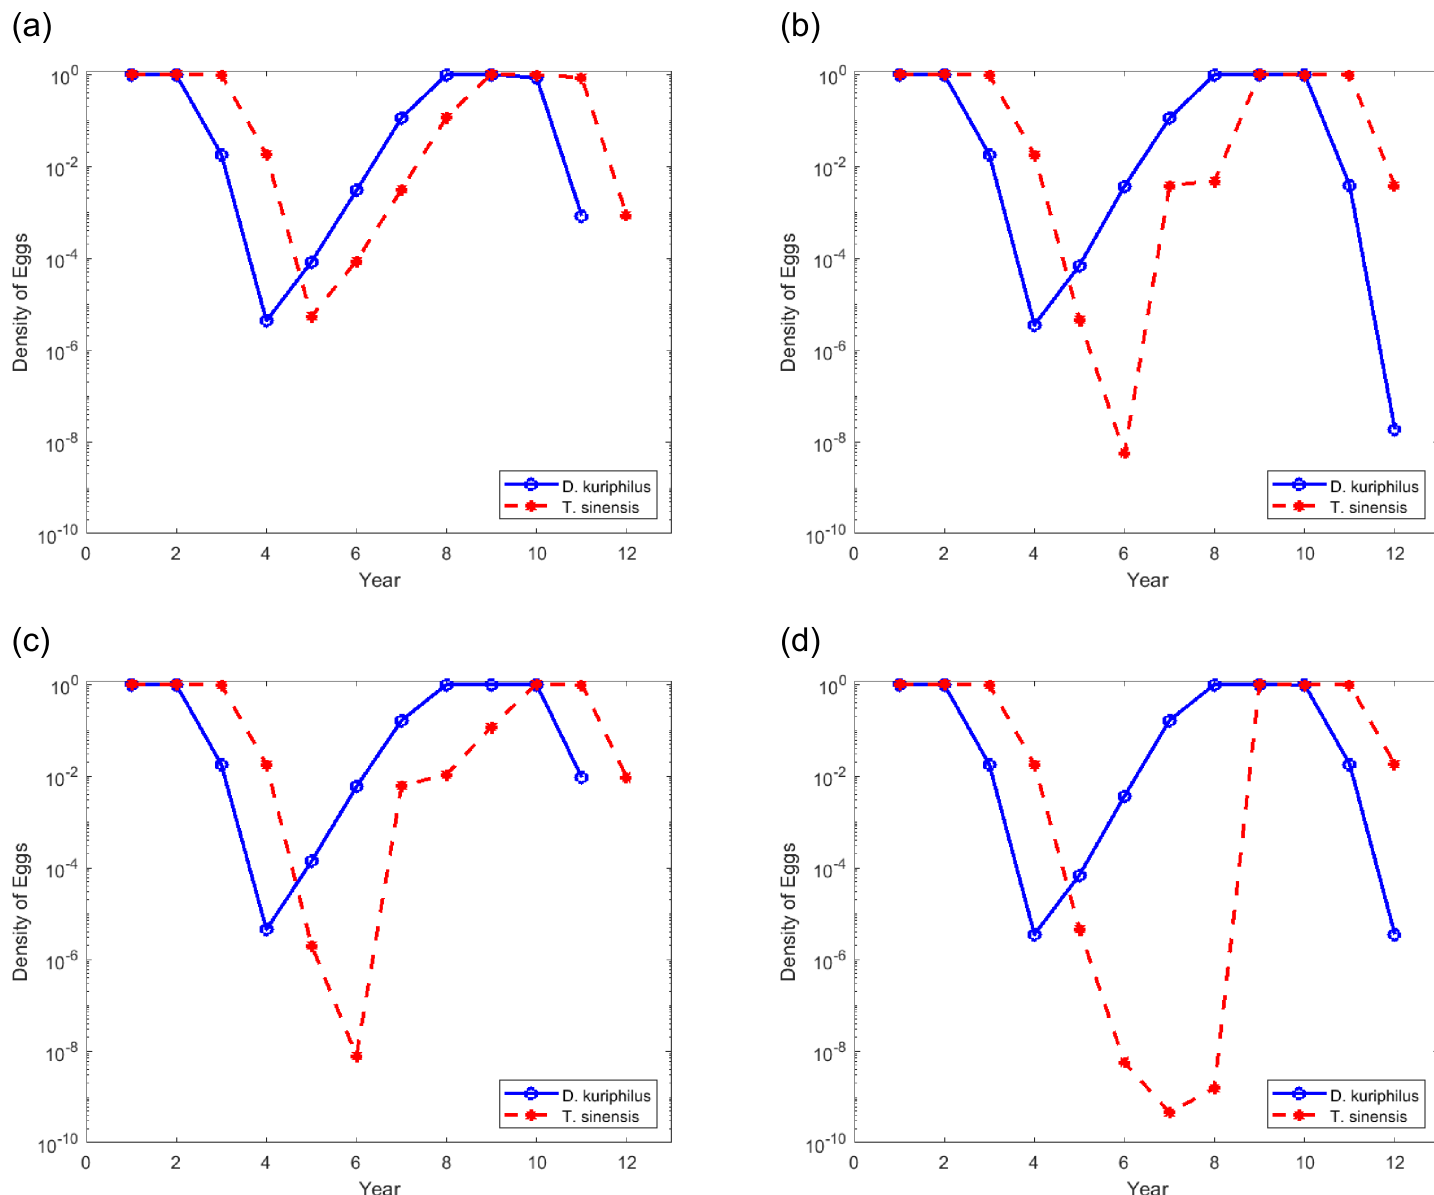 (a)
Density of Eggs
10^0
10^-2
10^-4
10^-6
10^-8
10^-10
0 2 4 6 8 10 12
Year
D. kuriphilus
T. sinensis
(b)
Density of Eggs
10^0
10^-2
10^-4
10^-6
10^-8
10^-10
0 2 4 6 8 10 12
Year
D. kuriphilus
T. sinensis
(c)
Density of Eggs
10^0
10^-2
10^-4
10^-6
10^-8
10^-10
0 2 4 6 8 10 12
Year
D. kuriphilus
T. sinensis
(d)
Density of Eggs
10^0
10^-2
10^-4
10^-6
10^-8
10^-10
0 2 4 6 8 10 12
Year
D. kuriphilus
T. sinensis